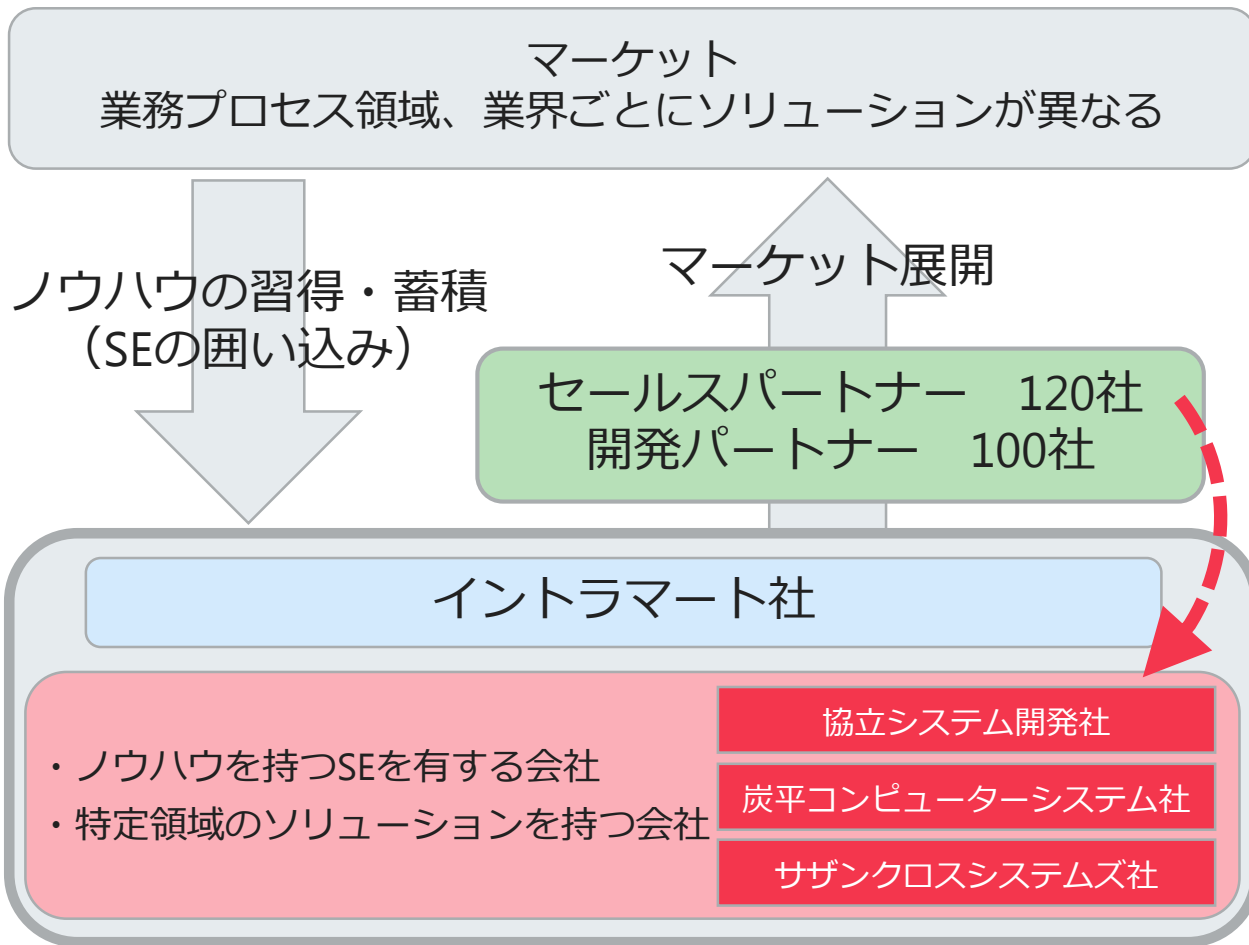 マーケット
業務プロセス領域、業界ごとにソリューションが異なる
ノウハウの習得・蓄積
（SEの囲い込み）
マーケット展開
セールスパートナー　120社
開発パートナー　100社
イントラマート社
・ノウハウを持つSEを有する会社
・特定領域のソリューションを持つ会社
協立システム開発社
炭平コンピューターシステム社
サザンクロスシステムズ社